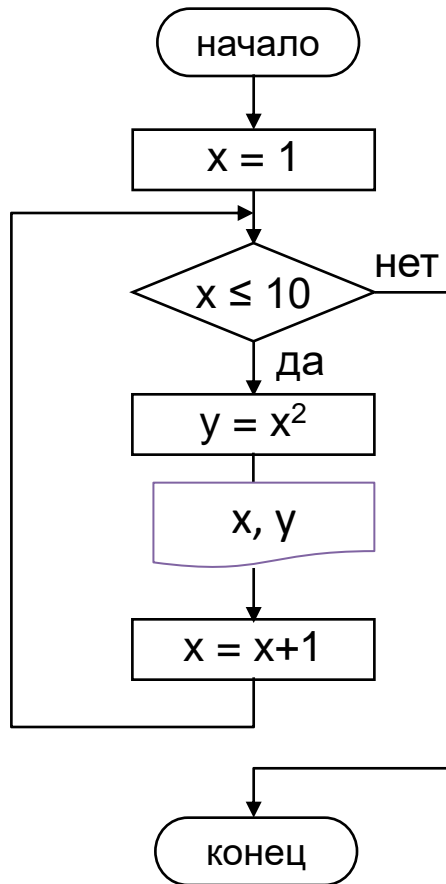 начало
x = 1
x ≤ 10
нет
да
y = x²
x, y
x = x+1
конец